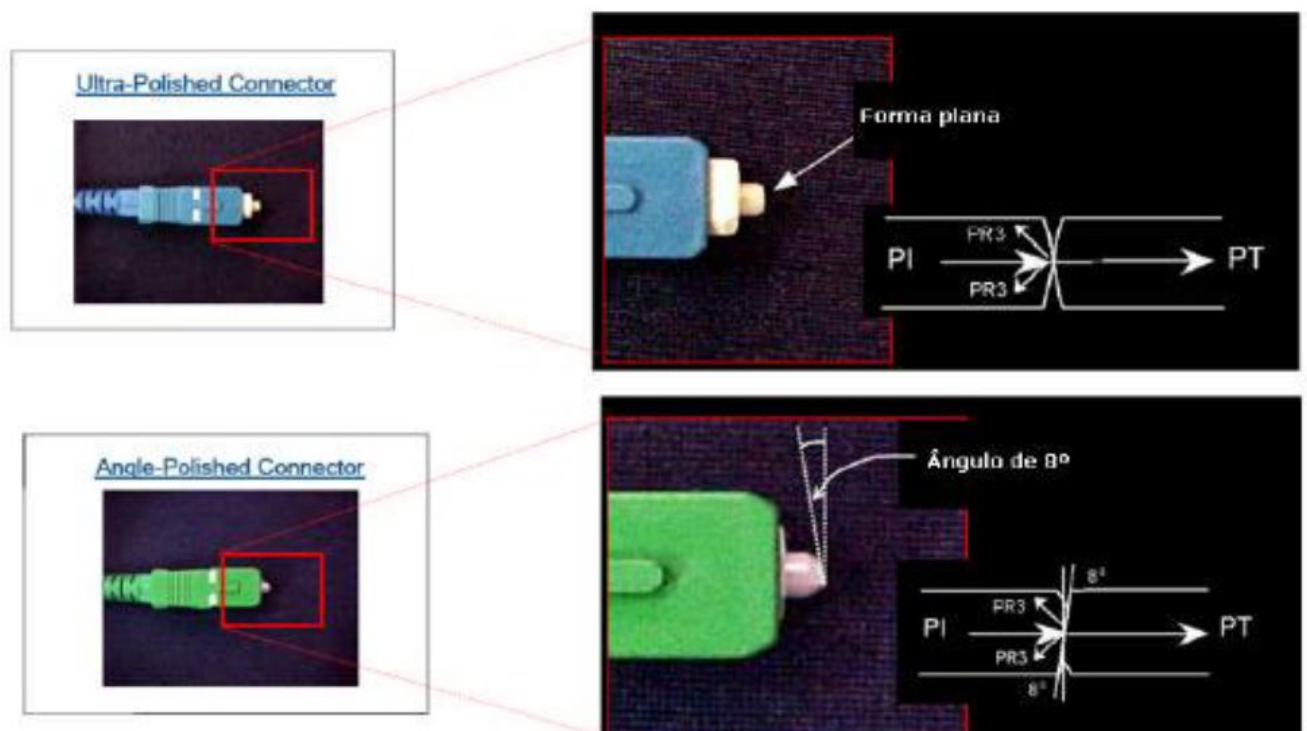 Ultra-Polished Connector
Forma plana
PR3
PI
PT
PR3
Angle-Polished Connector
Ângulo de 8º
8º
PR3
PI
PT
PR3
8º